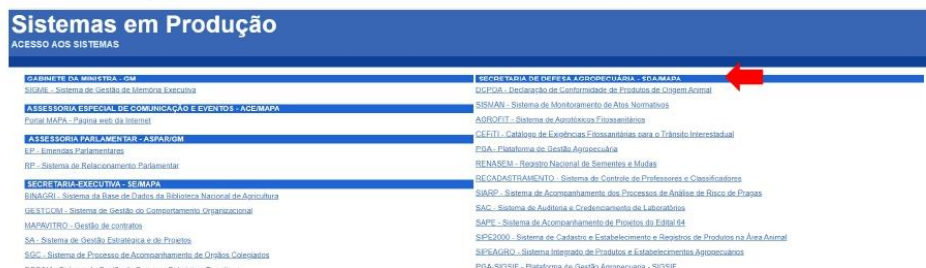 Sistemas em Produção
ACESSO AOS SISTEMAS
GABINETE DA MINISTRA - GM
SIGME - Sistema de Gestão de Memória Executiva
ASSESSORIA ESPECIAL DE COMUNICAÇÃO E EVENTOS - ACE/MAPA
Portal MAPA - Pagina web da Internet
ASSESSORIA PARLAMENTAR - ASPAR/GM
EP - Emendas Parlamentares
RP - Sistema de Relacionamento Parlamentar
SECRETARIA-EXECUTIVA - SE/MAPA
BINAGRI - Sistema da Base de Dados da Biblioteca Nacional de Agricultura
GESTCOM - Sistema de Gestão do Comportamento Organizacional
MAPAVITRO - Gestão de contratos
SA - Sistema de Gestão Estratégica e de Projetos
SGC - Sistema de Processo de Acompanhamento de Orgãos Colegiados
SECRETARIA DE DEFESA AGROPECUÁRIA - SDA/MAPA
DCPOA - Declaração de Conformidade de Produtos de Origem Animal
SISMAN - Sistema de Monitoramento de Atos Normativos
AGROFIT - Sistema de Agrotóxicos Fitossanitários
CEFITI - Catálogo de Exigências Fitossanitárias para o Trânsito Interestadual
PGA - Plataforma de Gestão Agropecuária
RENASEM - Registro Nacional de Sementes e Mudas
RECADASTRAMENTO - Sistema de Controle de Professores e Classificadores
SIARP - Sistema de Acompanhamento dos Processos de Análise de Risco de Pragas
SAC - Sistema de Auditoria e Credenciamento de Laboratórios
SAPE - Sistema de Acompanhamento de Projetos do Edital 64
SIPE2000 - Sistema de Cadastro e Estabelecimento e Registros de Produtos na Área Animal
SIPEAGRO - Sistema Integrado de Produtos e Estabelecimentos Agropecuários
PGA-SIGSIF - Plataforma de Gestão Agropecuaria - SIGSIF